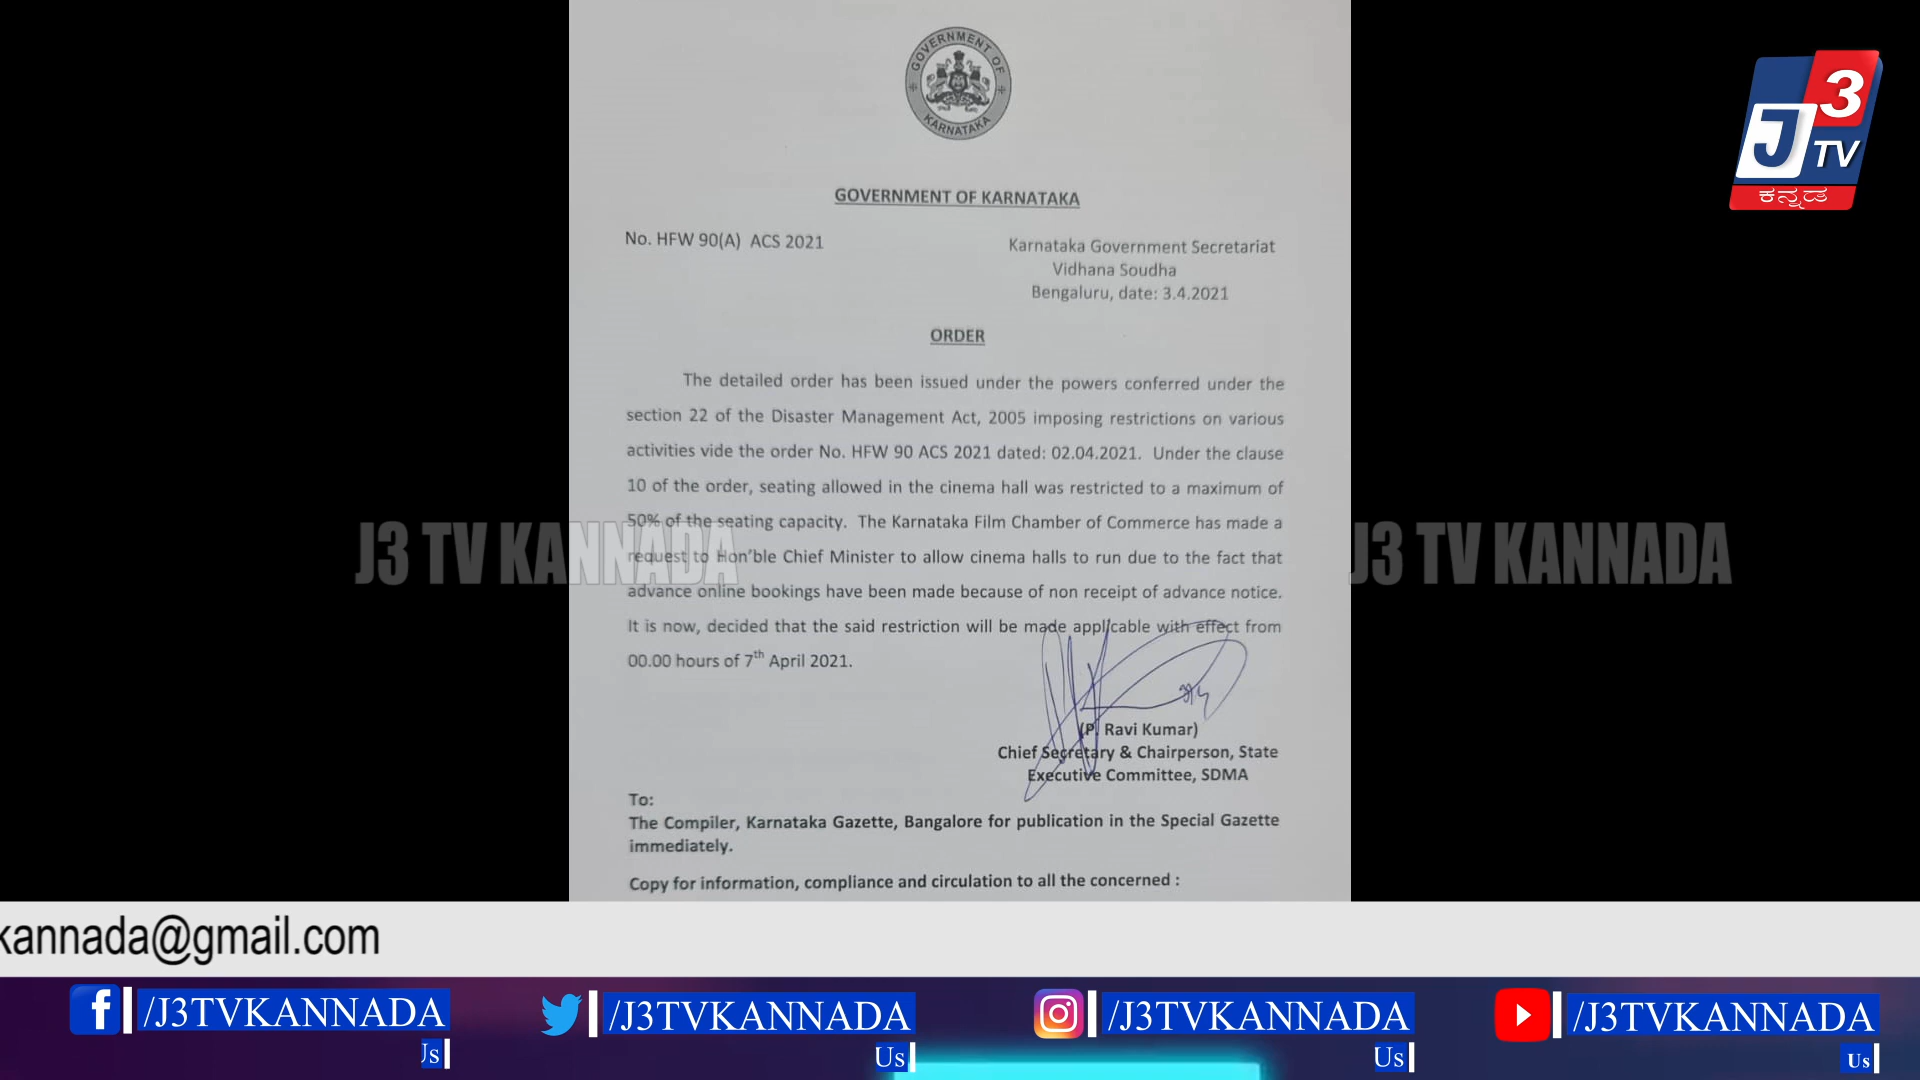 GOVERNMENT OF
KARNATAKA
3
J TV
ಕನ್ನಡ
GOVERNMENT OF KARNATAKA
No. HFW 90(A) ACS 2021
Karnataka Government Secretariat
Vidhana Soudha
Bengaluru, date: 3.4.2021
ORDER
The detailed order has been issued under the powers conferred under the
section 22 of the Disaster Management Act, 2005 imposing restrictions on various
activities vide the order No. HFW 90 ACS 2021 dated: 02.04.2021. Under the clause
10 of the order, seating allowed in the cinema hall was restricted to a maximum of
50% of the seating capacity. The Karnataka Film Chamber of Commerce has made a
request to Hon'ble Chief Minister to allow cinema halls to run due to the fact that
advance online bookings have been made because of non receipt of advance notice.
It is now, decided that the said restriction will be made applicable with effect from
00.00 hours of 7th April 2021.
J3 TV KANNADA
J3 TV KANNADA
(P. Ravi Kumar)
Chief Secretary & Chairperson, State
Executive Committee, SDMA
To:
The Compiler, Karnataka Gazette, Bangalore for publication in the Special Gazette
immediately.
Copy for information, compliance and circulation to all the concerned :
kannada@gmail.com
/J3TVKANNADA
/J3TVKANNADA
/J3TVKANNADA
/J3TVKANNADA
Us
Us
Us